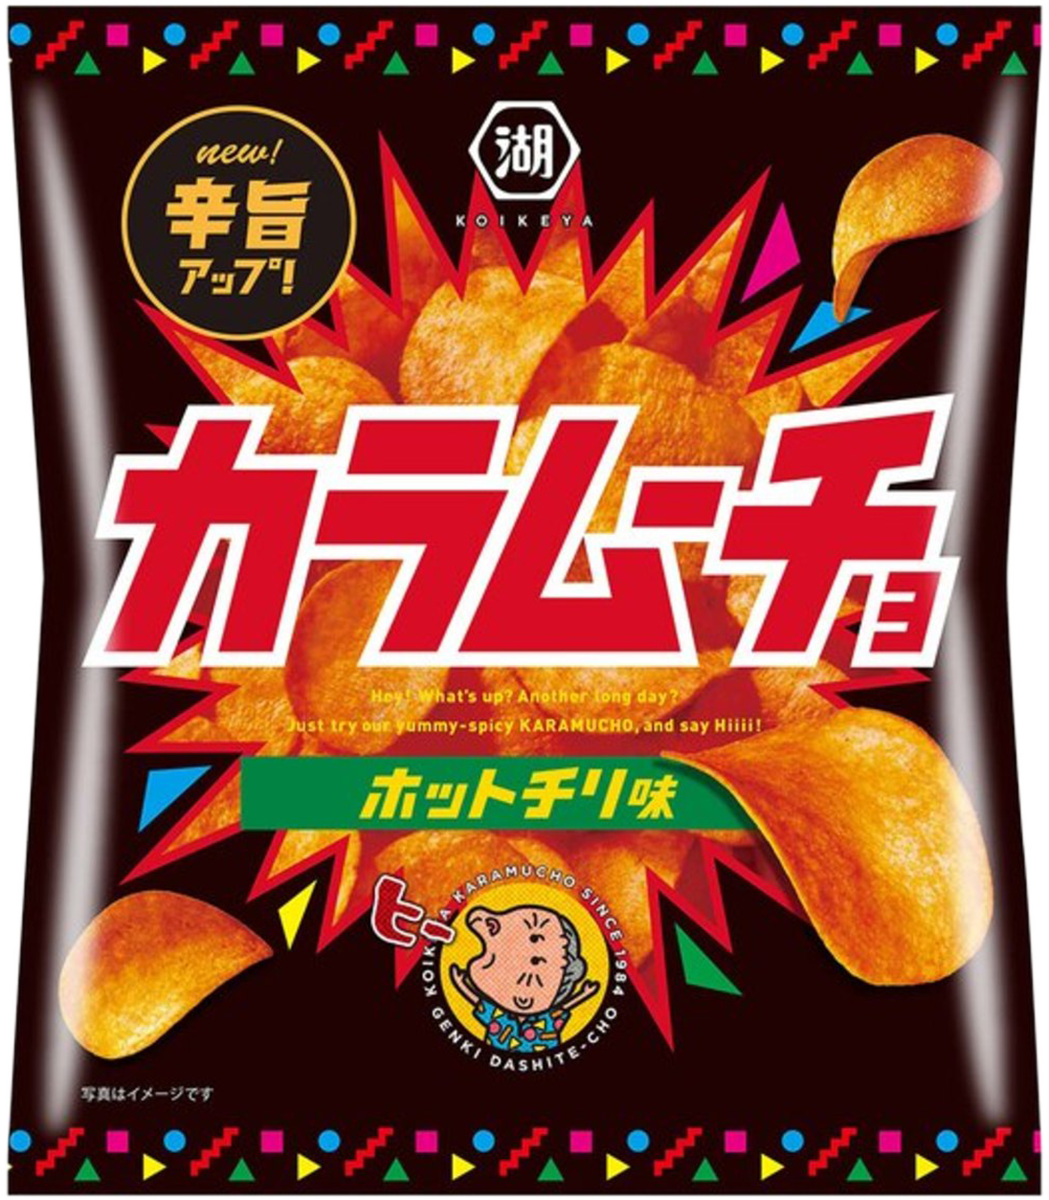 new!
辛旨
アップ!
湖
KOIKEYA
カラムーチョ
Hey! What's up? Another long day?
Just try our yummy-spicy KARAMUCHO, and say Hiiii!
ホットチリ味
ヒー
KOIKEYA KARAMUCHO SINCE 1984
GENKI DASHITE-CHO
写真はイメージです